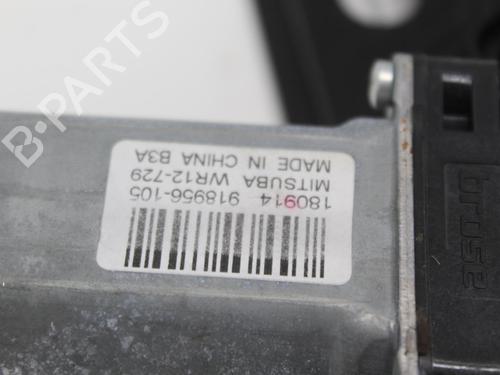 180914 918956-105
MITSUBA WR12-729
MADE IN CHINA B3A
brose
B-PARTS